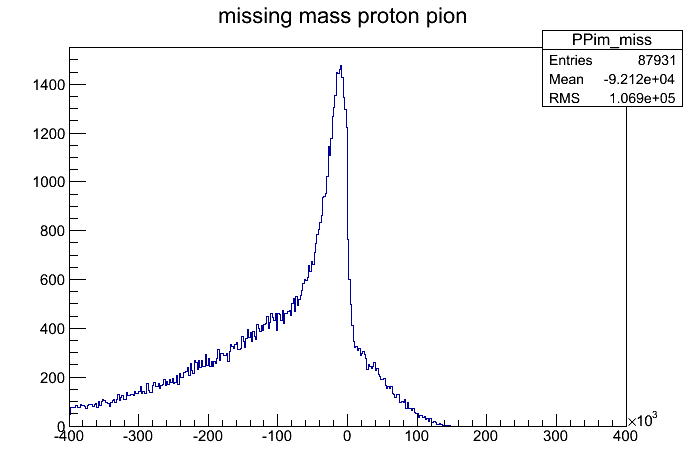 missing mass proton pion
PPim_miss
Entries 87931
Mean -9.212e+04
RMS 1.069e+05
1400
1200
1000
800
600
400
200
0
-400 -300 -200 -100 0 100 200 300 400
×10³